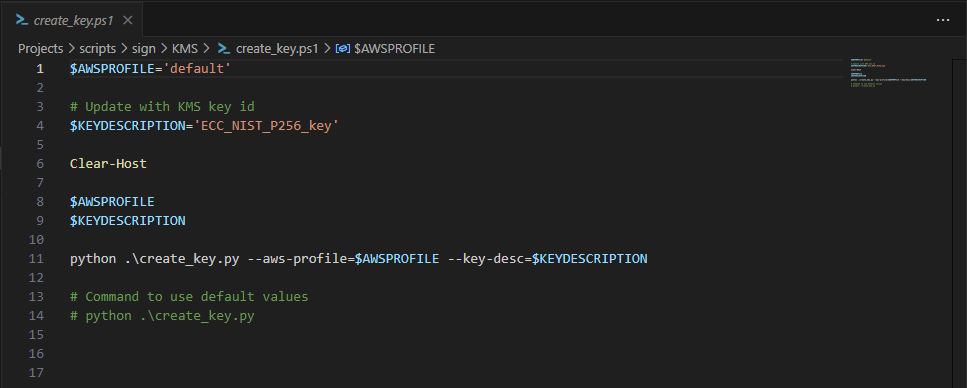 create_key.ps1
Projects > scripts > sign > KMS > create_key.ps1 > $AWSPROFILE
1 $AWSPROFILE='default'
2
3 # Update with KMS key id
4 $KEYDESCRIPTION='ECC_NIST_P256_key'
5
6 Clear-Host
7
8 $AWSPROFILE
9 $KEYDESCRIPTION
10
11 python .\create_key.py --aws-profile=$AWSPROFILE --key-desc=$KEYDESCRIPTION
12
13 # Command to use default values
14 # python .\create_key.py
15
16
17